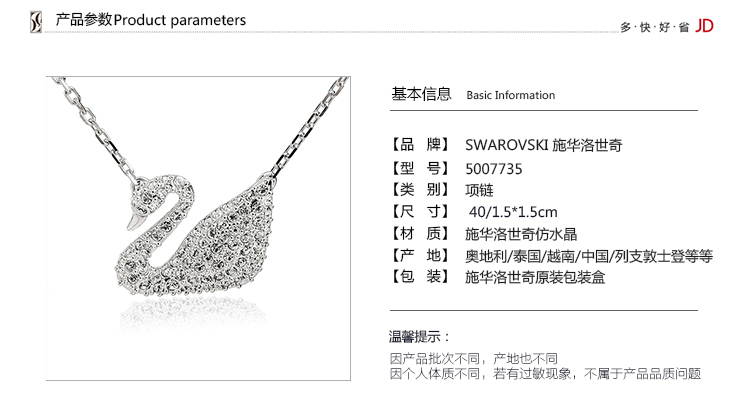 产品参数Product parameters
多·快·好·省 JD
基本信息 Basic Information
【品 牌】 SWAROVSKI 施华洛世奇
【型 号】 5007735
【类 别】 项链
【尺 寸】 40/1.5*1.5cm
【材 质】 施华洛世奇仿水晶
【产 地】 奥地利/泰国/越南/中国/列支敦士登等等
【包 装】 施华洛世奇原装包装盒
温馨提示：
因产品批次不同，产地也不同
因个人体质不同，若有过敏现象，不属于产品品质问题